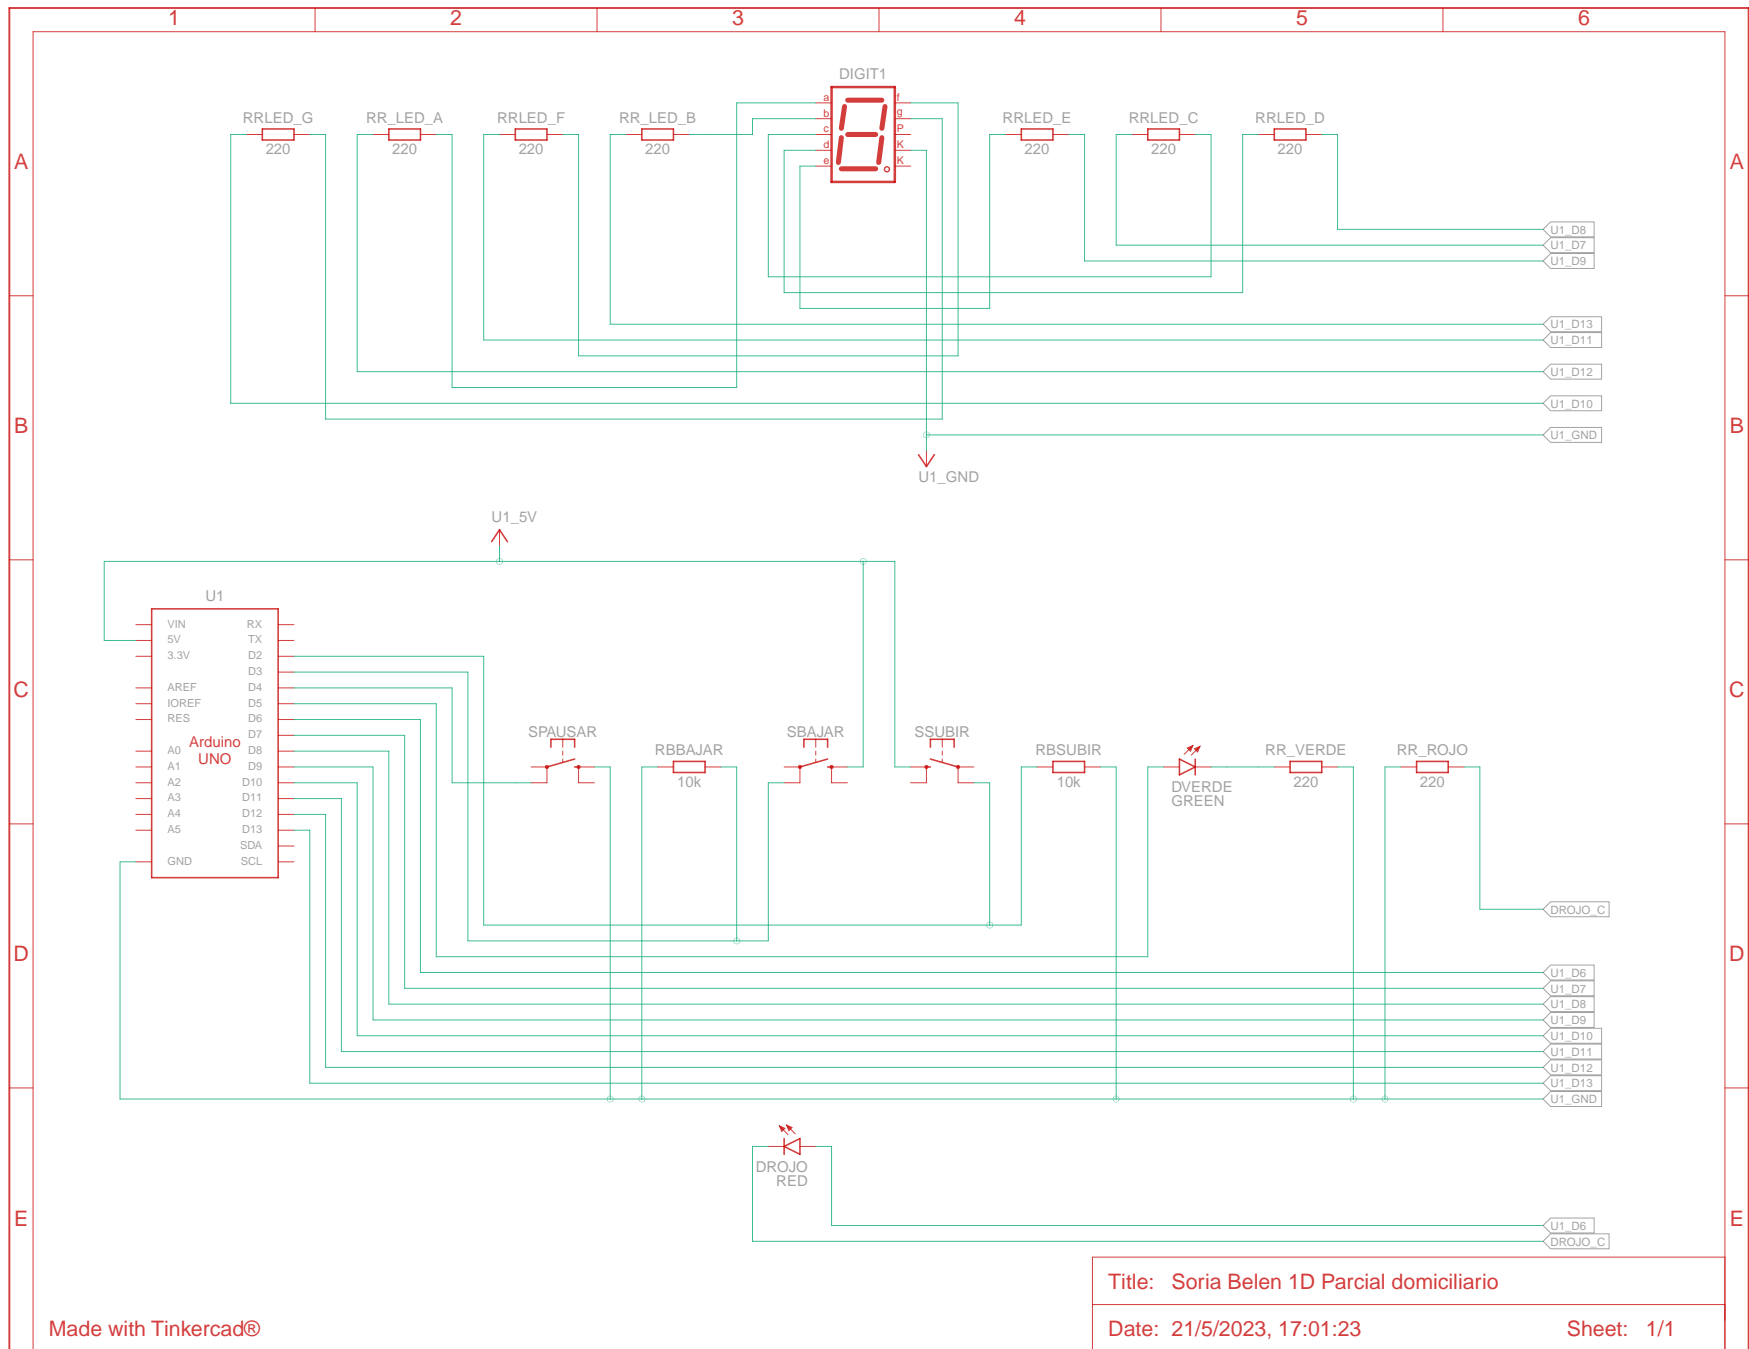 1 2 3 4 5 6
DIGIT1
RRLED_G RR_LED_A RRLED_F RR_LED_B RRLED_E RRLED_C RRLED_D
220 220 220 220 220 220 220
a f
b g
c P
d K
e K
A A
U1_D8
U1_D7
U1_D9
U1_D13
U1_D11
U1_D12
U1_D10
B B
U1_GND
U1_GND
U1_5V
U1
VIN RX
5V TX
3.3V D2
D3
AREF D4
IOREF D5
RES D6
D7
Arduino
UNO
A0 D8
A1 D9
A2 D10
A3 D11
A4 D12
A5 D13
SDA
GND SCL
C C
SPAUSAR SBAJAR SSUBIR
RBBAJAR RBSUBIR RR_VERDE RR_ROJO
10k 10k 220 220
DVERDE
GREEN
DROJO_C
D D
U1_D6
U1_D7
U1_D8
U1_D9
U1_D10
U1_D11
U1_D12
U1_D13
U1_GND
DROJO
RED
E E
U1_D6
DROJO_C
Title: Soria Belen 1D Parcial domiciliario
Made with Tinkercad®
Date: 21/5/2023, 17:01:23 Sheet: 1/1